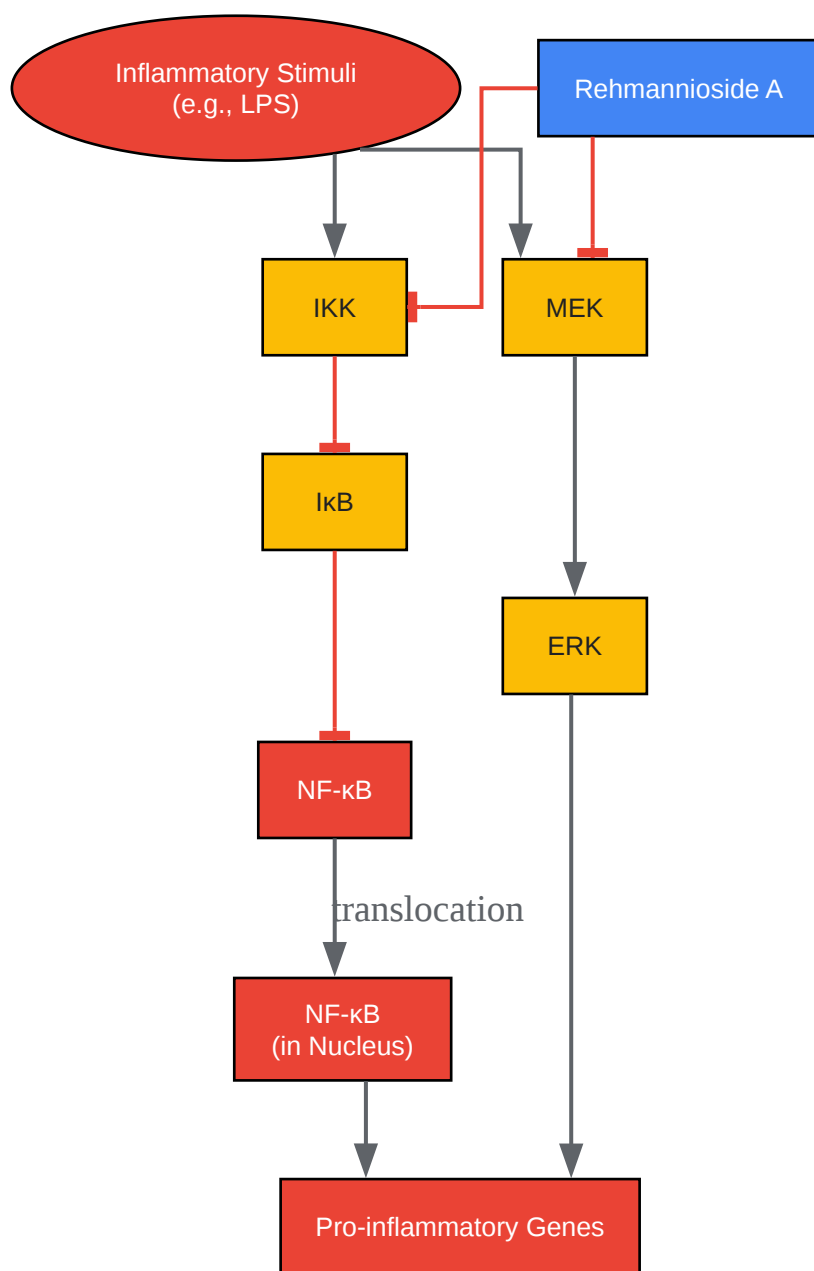 Inflammatory Stimuli
(e.g., LPS)
Rehmannioside A
IKK
MEK
IκB
ERK
NF-κB
translocation
NF-κB
(in Nucleus)
Pro-inflammatory Genes